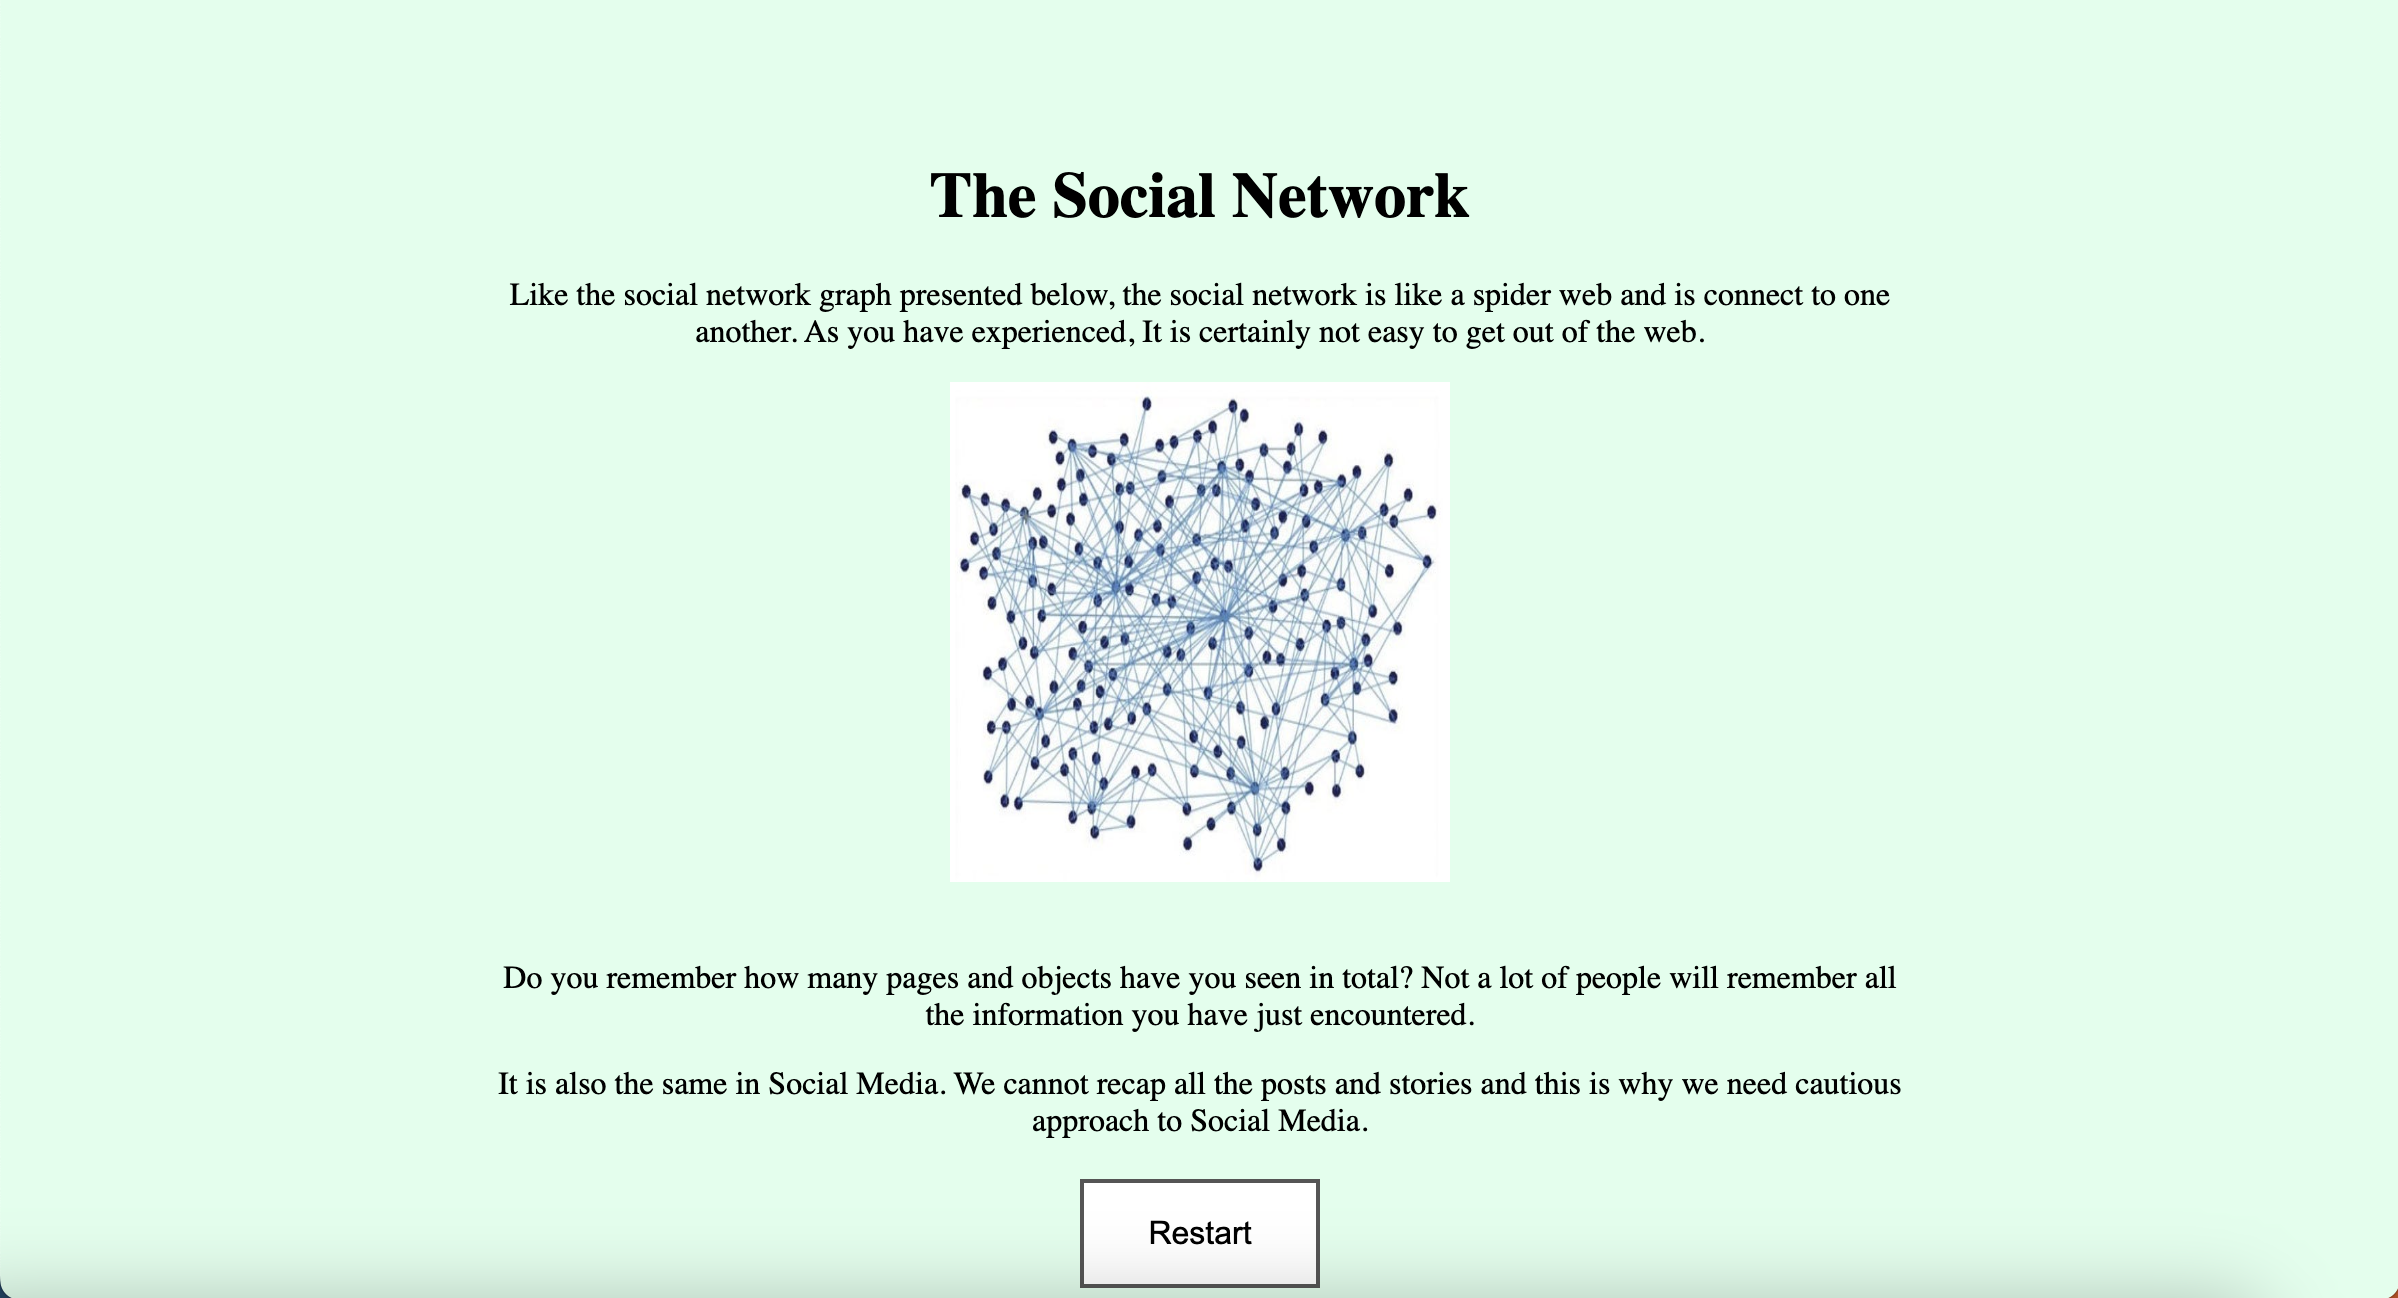 The Social Network
Like the social network graph presented below, the social network is like a spider web and is connect to one
another. As you have experienced, It is certainly not easy to get out of the web.
Do you remember how many pages and objects have you seen in total? Not a lot of people will remember all
the information you have just encountered.
It is also the same in Social Media. We cannot recap all the posts and stories and this is why we need cautious
approach to Social Media.
Restart